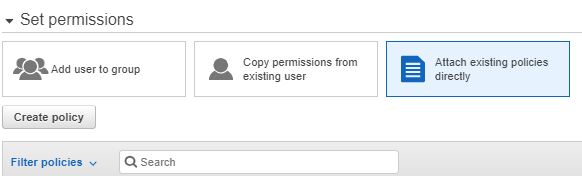 Set permissions
Add user to group
Copy permissions from
existing user
Attach existing policies
directly
Create policy
Filter policies
Search